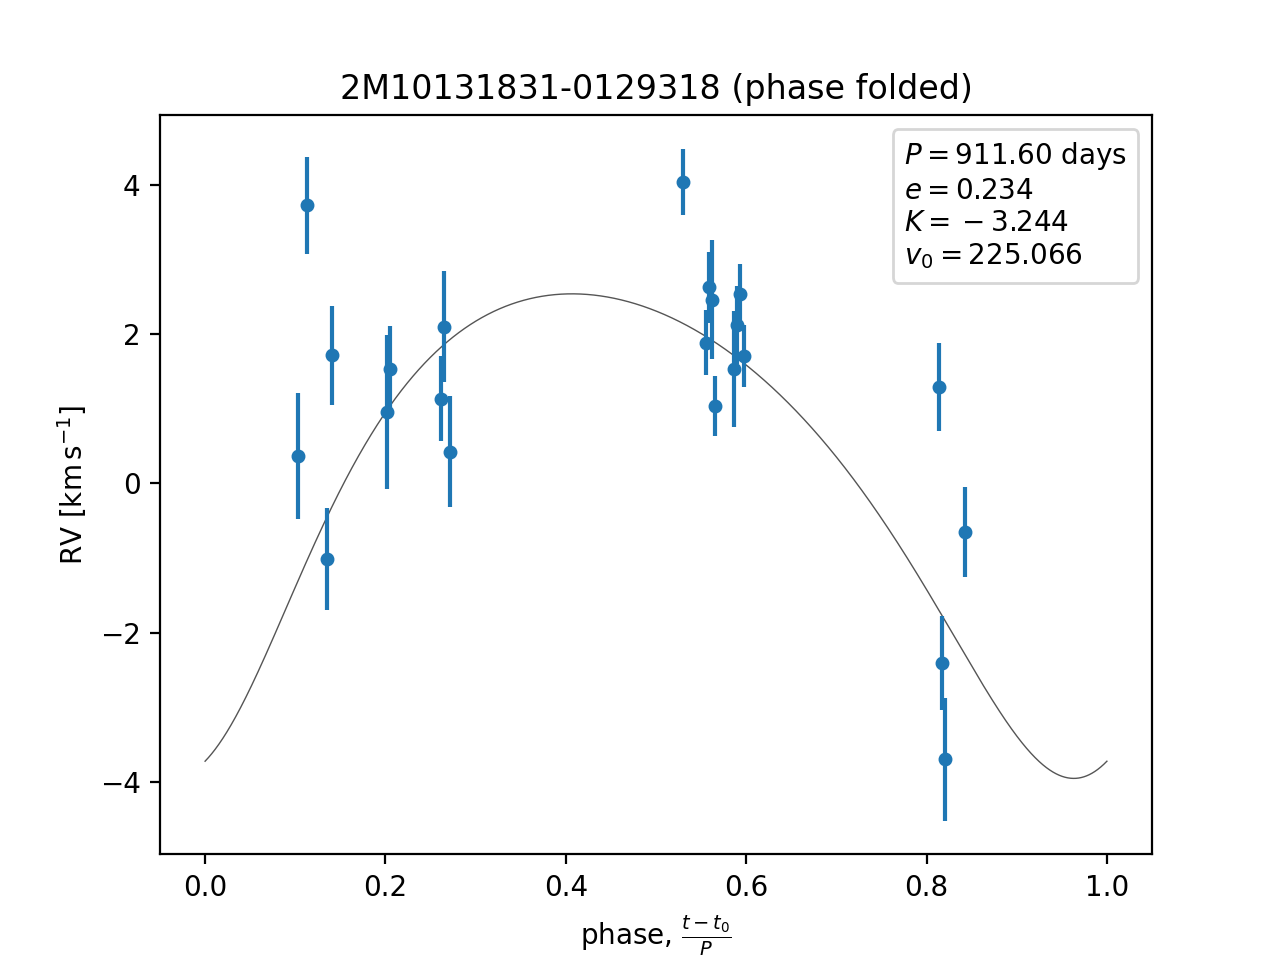 2M10131831-0129318 (phase folded)
P = 911.60 days
e = 0.234
K = − 3.244
v₀ = 225.066
RV [km s⁻¹]
4
2
0
−2
−4
0.0 0.2 0.4 0.6 0.8 1.0
phase, (t − t₀)/P